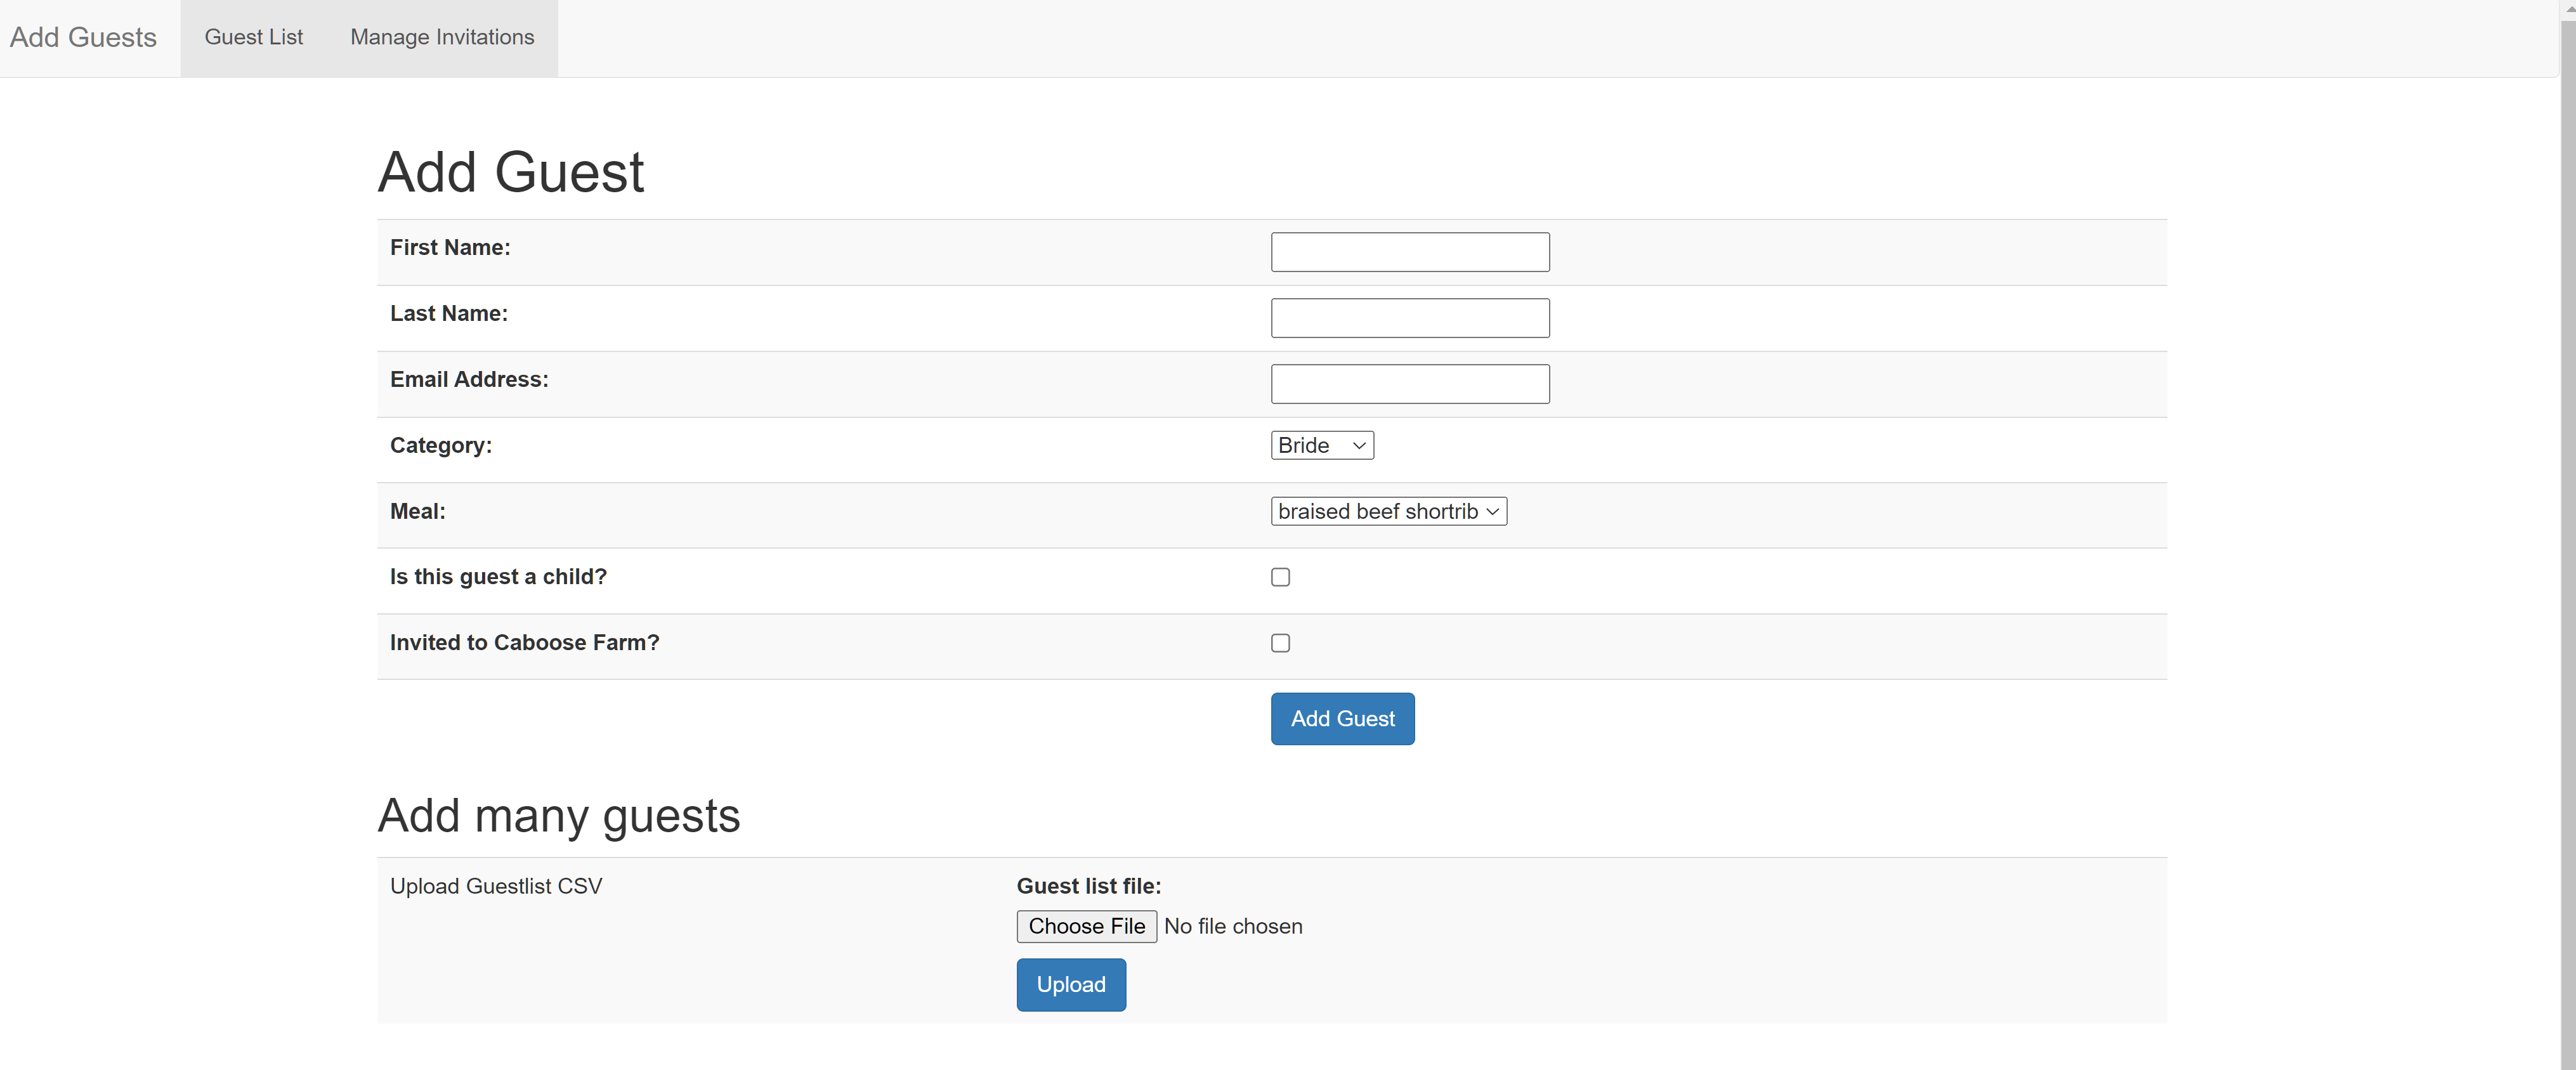 Add Guests Guest List Manage Invitations
Add Guest
First Name:
Last Name:
Email Address:
Category: Bride
Meal: braised beef shortrib
Is this guest a child?
Invited to Caboose Farm?
Add Guest
Add many guests
Upload Guestlist CSV Guest list file:
Choose File No file chosen
Upload